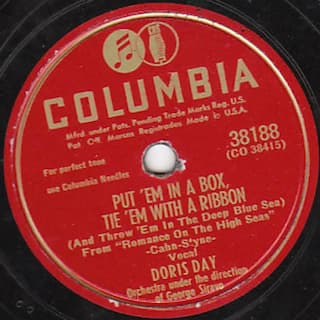 COLUMBIA
Mfrd. under Pats. Pending Trade Marks Reg. U.S.
Pat. Off. Marcas Registradas Made in U.S.A.
For perfect tone
use Columbia Needles
38188
(CO 38415)
PUT 'EM IN A BOX,
TIE 'EM WITH A RIBBON
(And Throw 'Em In The Deep Blue Sea)
From "Romance On The High Seas"
-Cahn-Styne-
Vocal
DORIS DAY
Orchestra under the direction
of George Siravo